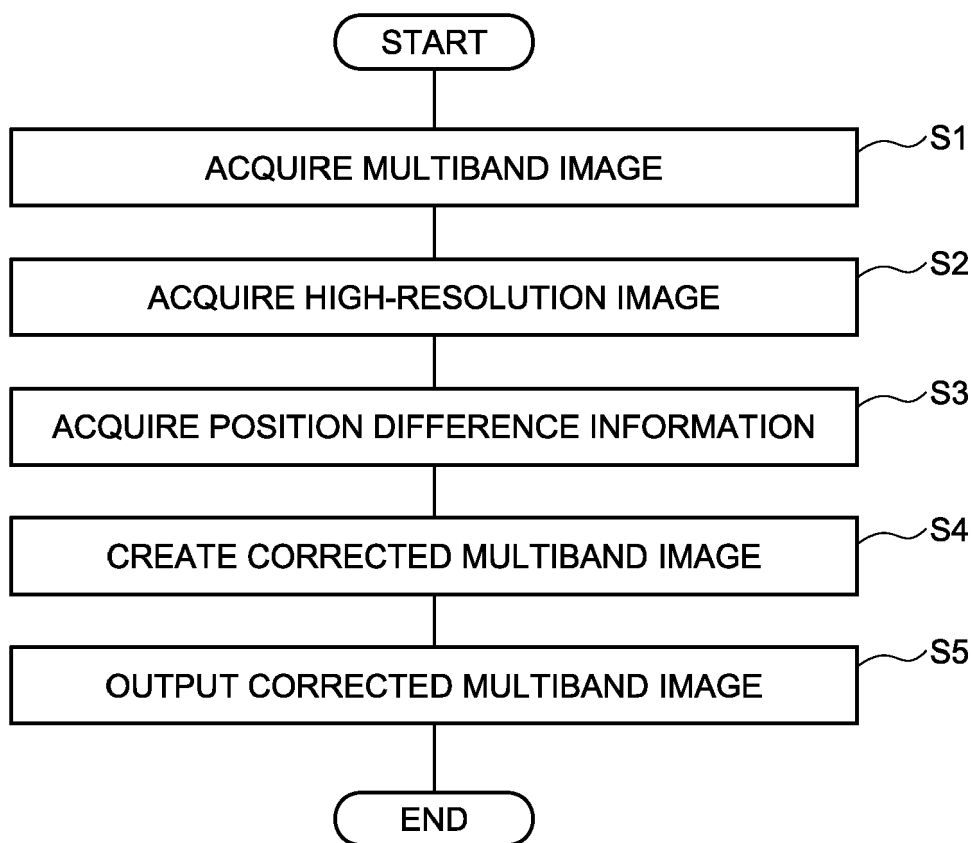 START
ACQUIRE MULTIBAND IMAGE
S1
ACQUIRE HIGH-RESOLUTION IMAGE
S2
ACQUIRE POSITION DIFFERENCE INFORMATION
S3
CREATE CORRECTED MULTIBAND IMAGE
S4
OUTPUT CORRECTED MULTIBAND IMAGE
S5
END